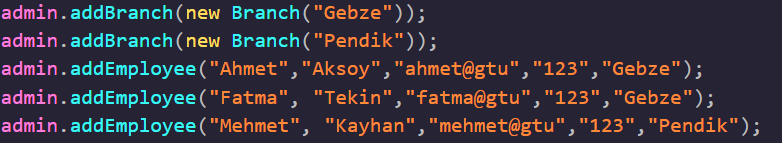 admin.addBranch(new Branch("Gebze"));
admin.addBranch(new Branch("Pendik"));
admin.addEmployee("Ahmet","Aksoy","ahmet@gtu","123","Gebze");
admin.addEmployee("Fatma", "Tekin","fatma@gtu","123","Gebze");
admin.addEmployee("Mehmet", "Kayhan","mehmet@gtu","123","Pendik");